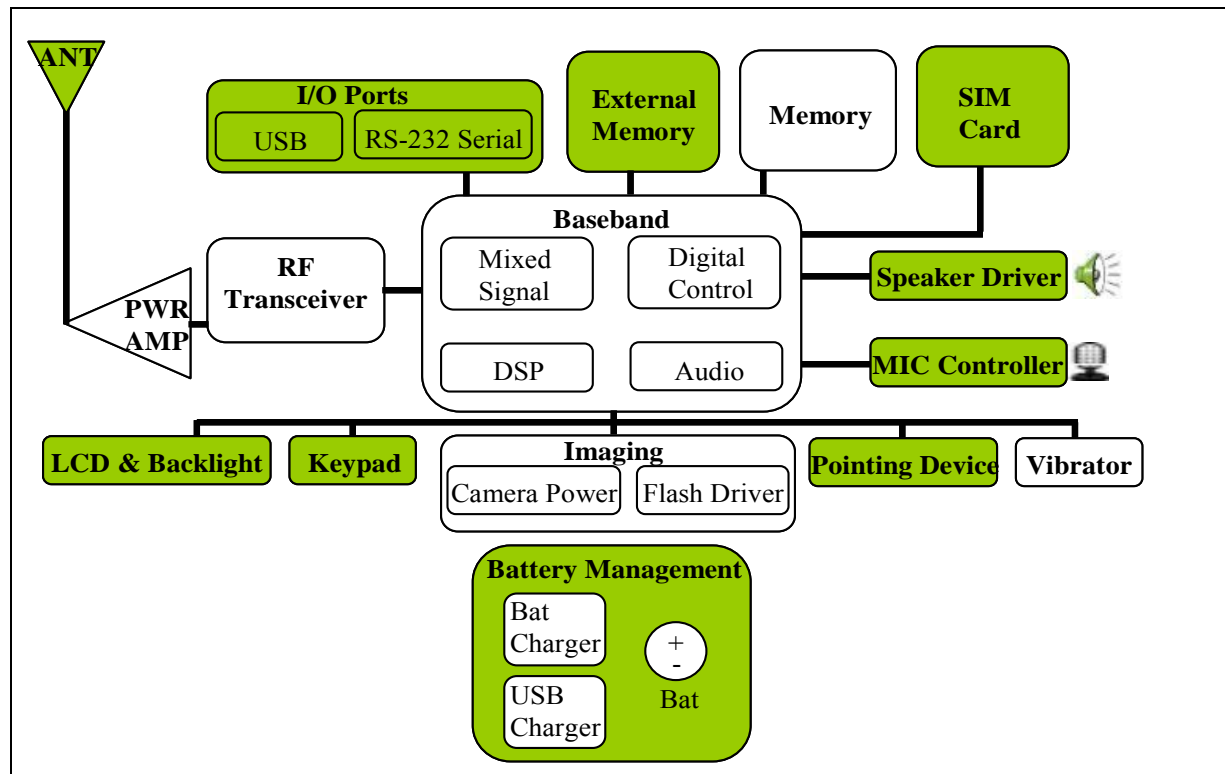 ANT
I/O Ports
USB
RS-232 Serial
External
Memory
Memory
SIM
Card
Baseband
Mixed
Signal
Digital
Control
DSP
Audio
RF
Transceiver
PWR
AMP
Speaker Driver
MIC Controller
LCD & Backlight
Keypad
Imaging
Camera Power
Flash Driver
Pointing Device
Vibrator
Battery Management
Bat
Charger
+
-
Bat
USB
Charger